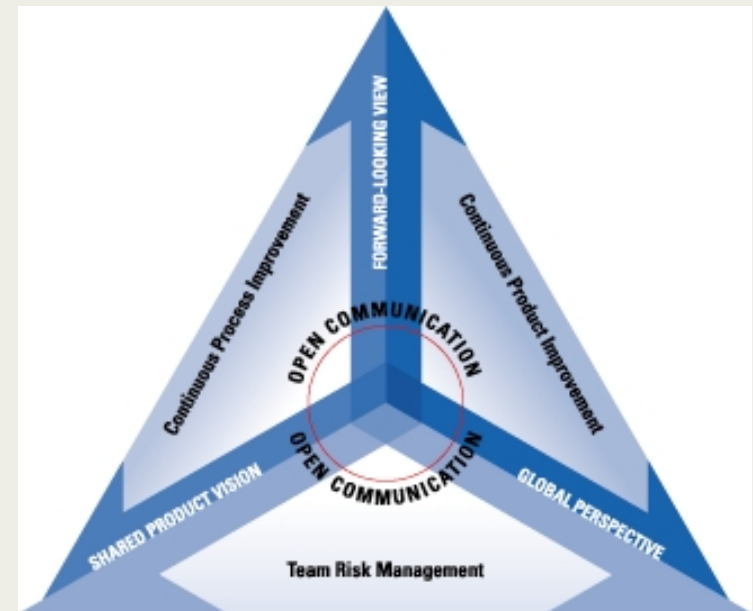 FORWARD-LOOKING VIEW
Continuous Process Improvement
Continuous Product Improvement
OPEN COMMUNICATION
OPEN COMMUNICATION
SHARED PRODUCT VISION
GLOBAL PERSPECTIVE
Team Risk Management